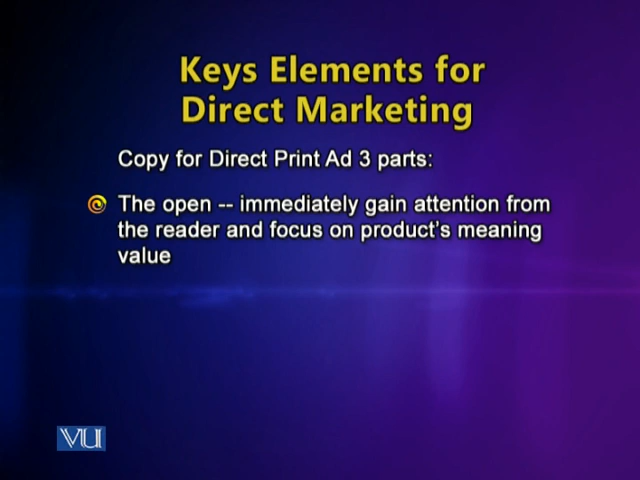 Keys Elements for
Direct Marketing
Copy for Direct Print Ad 3 parts:
The open -- immediately gain attention from
the reader and focus on product's meaning
value
VU